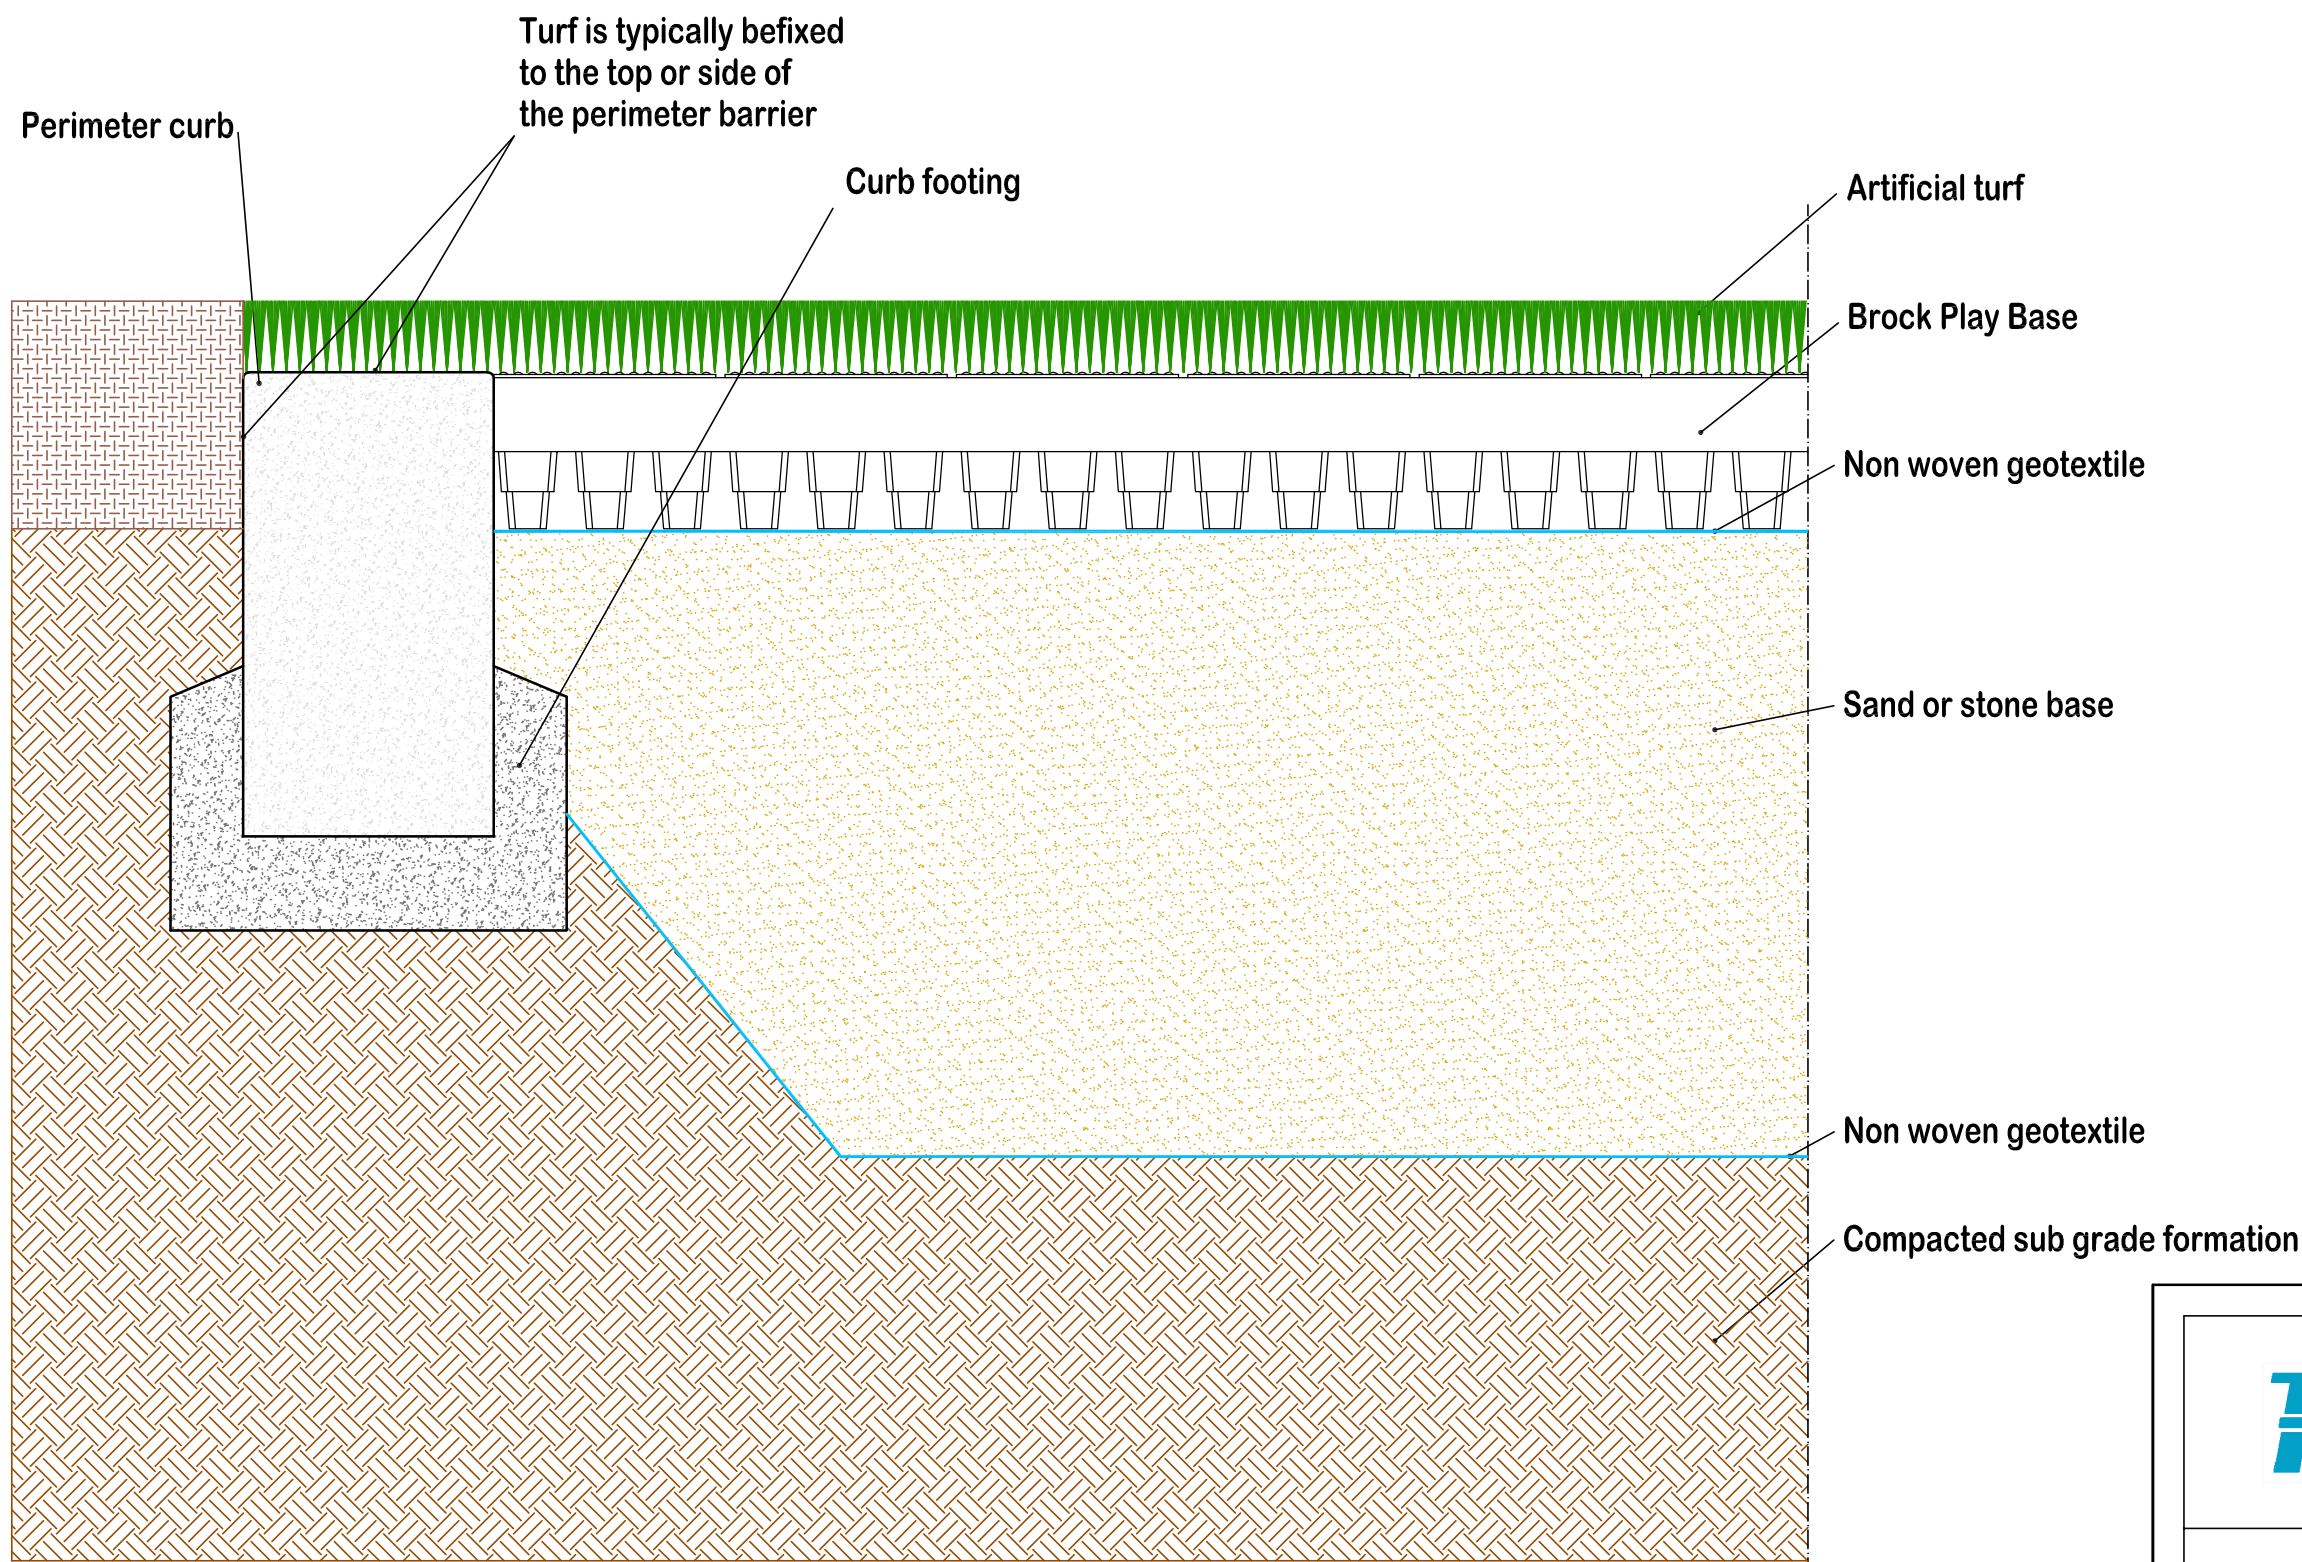 Turf is typically befixed
to the top or side of
the perimeter barrier
Perimeter curb
Curb footing
Artificial turf
Brock Play Base
Non woven geotextile
Sand or stone base
Non woven geotextile
Compacted sub grade formation